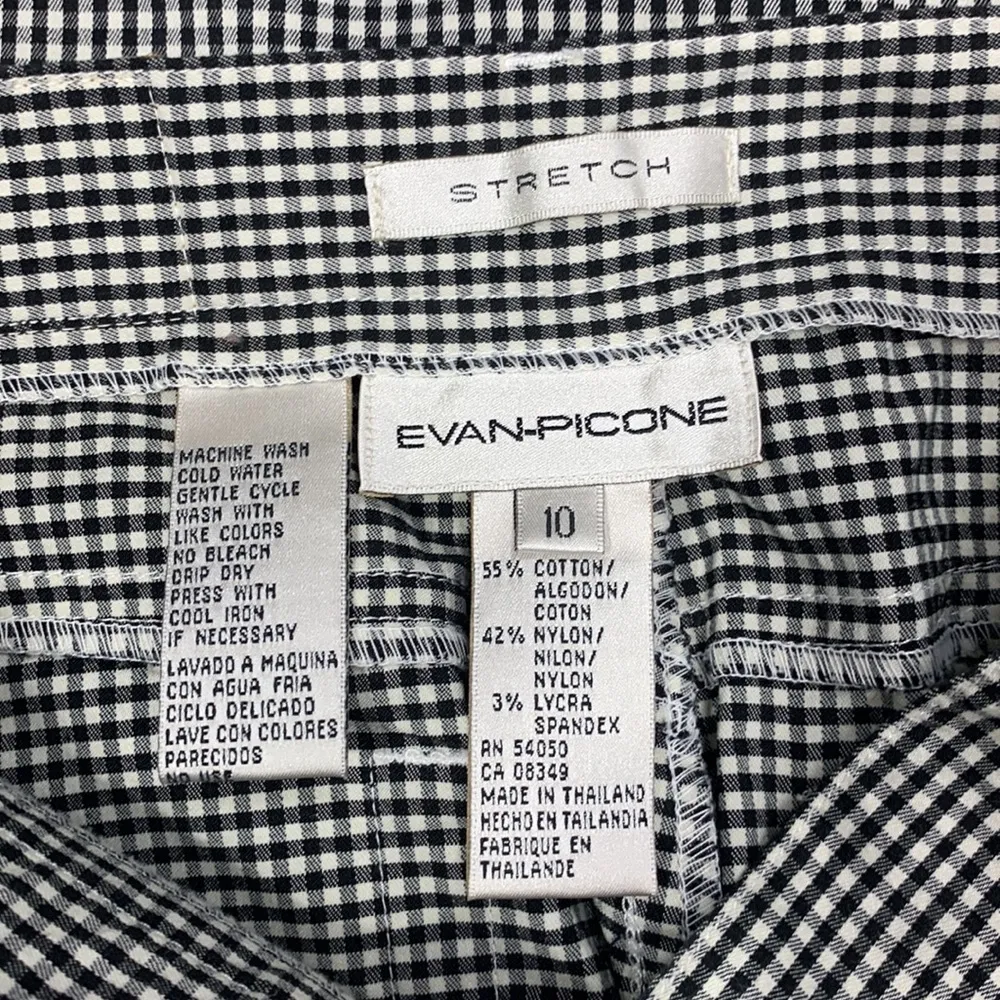 STRETCH
EVAN-PICONE
MACHINE WASH
COLD WATER
GENTLE CYCLE
WASH WITH
LIKE COLORS
NO BLEACH
DRIP DRY
PRESS WITH
COOL IRON
IF NECESSARY
LAVADO A MAQUINA
CON AGUA FRIA
CICLO DELICADO
LAVE CON COLORES
PARECIDOS
NO USE
10
55% COTTON/
ALGODON/
COTON
42% NYLON/
NILON/
NYLON
3% LYCRA
SPANDEX
RN 54050
CA 08349
MADE IN THAILAND
HECHO EN TAILANDIA
FABRIQUE EN
THAILANDE